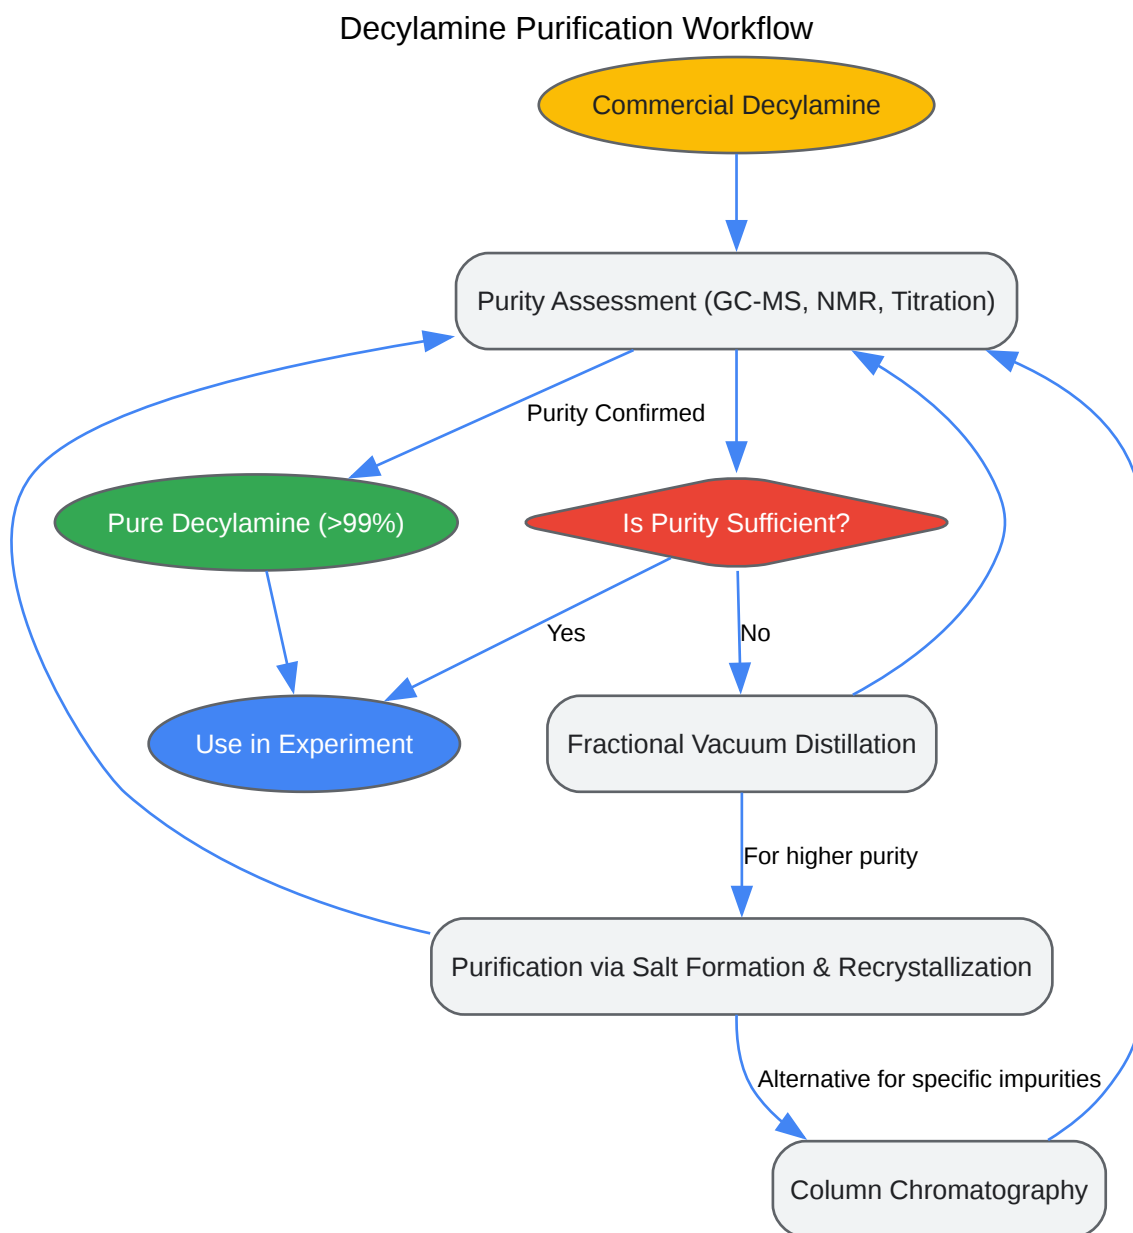 Decylamine Purification Workflow
Commercial Decylamine
Purity Assessment (GC-MS, NMR, Titration)
Purity Confirmed
Pure Decylamine (>99%)
Is Purity Sufficient?
Yes
No
Use in Experiment
Fractional Vacuum Distillation
For higher purity
Purification via Salt Formation & Recrystallization
Alternative for specific impurities
Column Chromatography